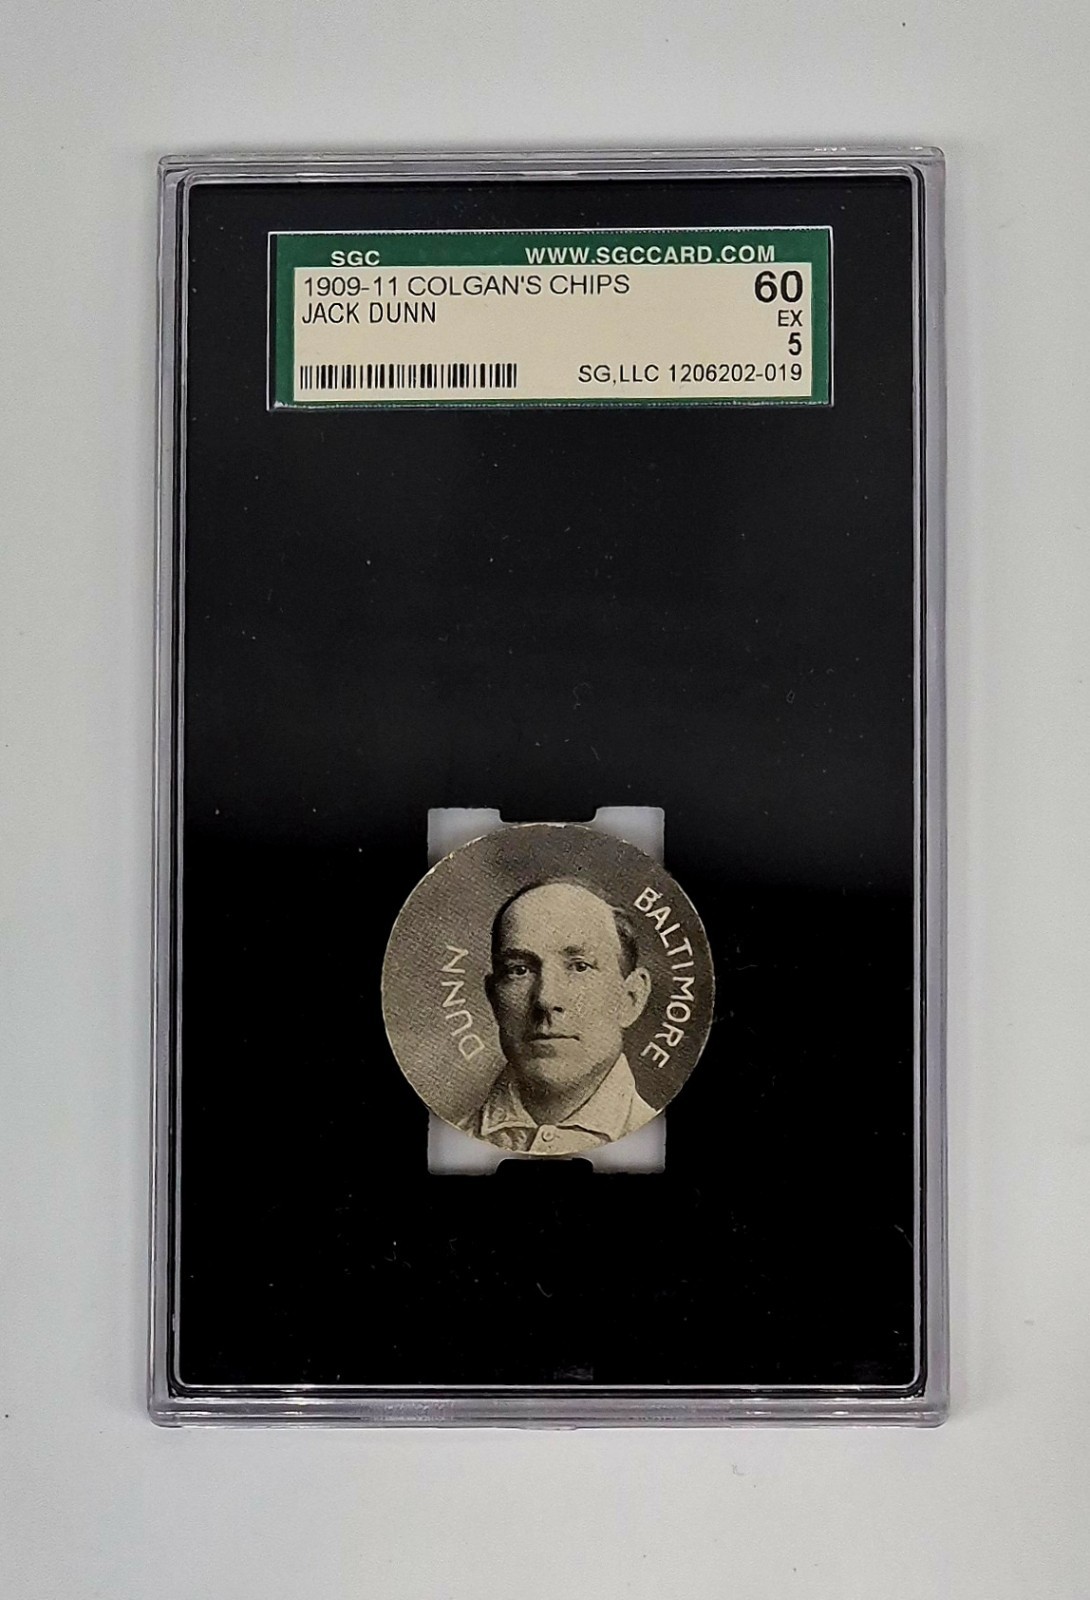 SGC WWW.SGCCARD.COM
1909-11 COLGAN'S CHIPS 60
JACK DUNN EX
5
SG,LLC 1206202-019
DUNN
BALTIMORE